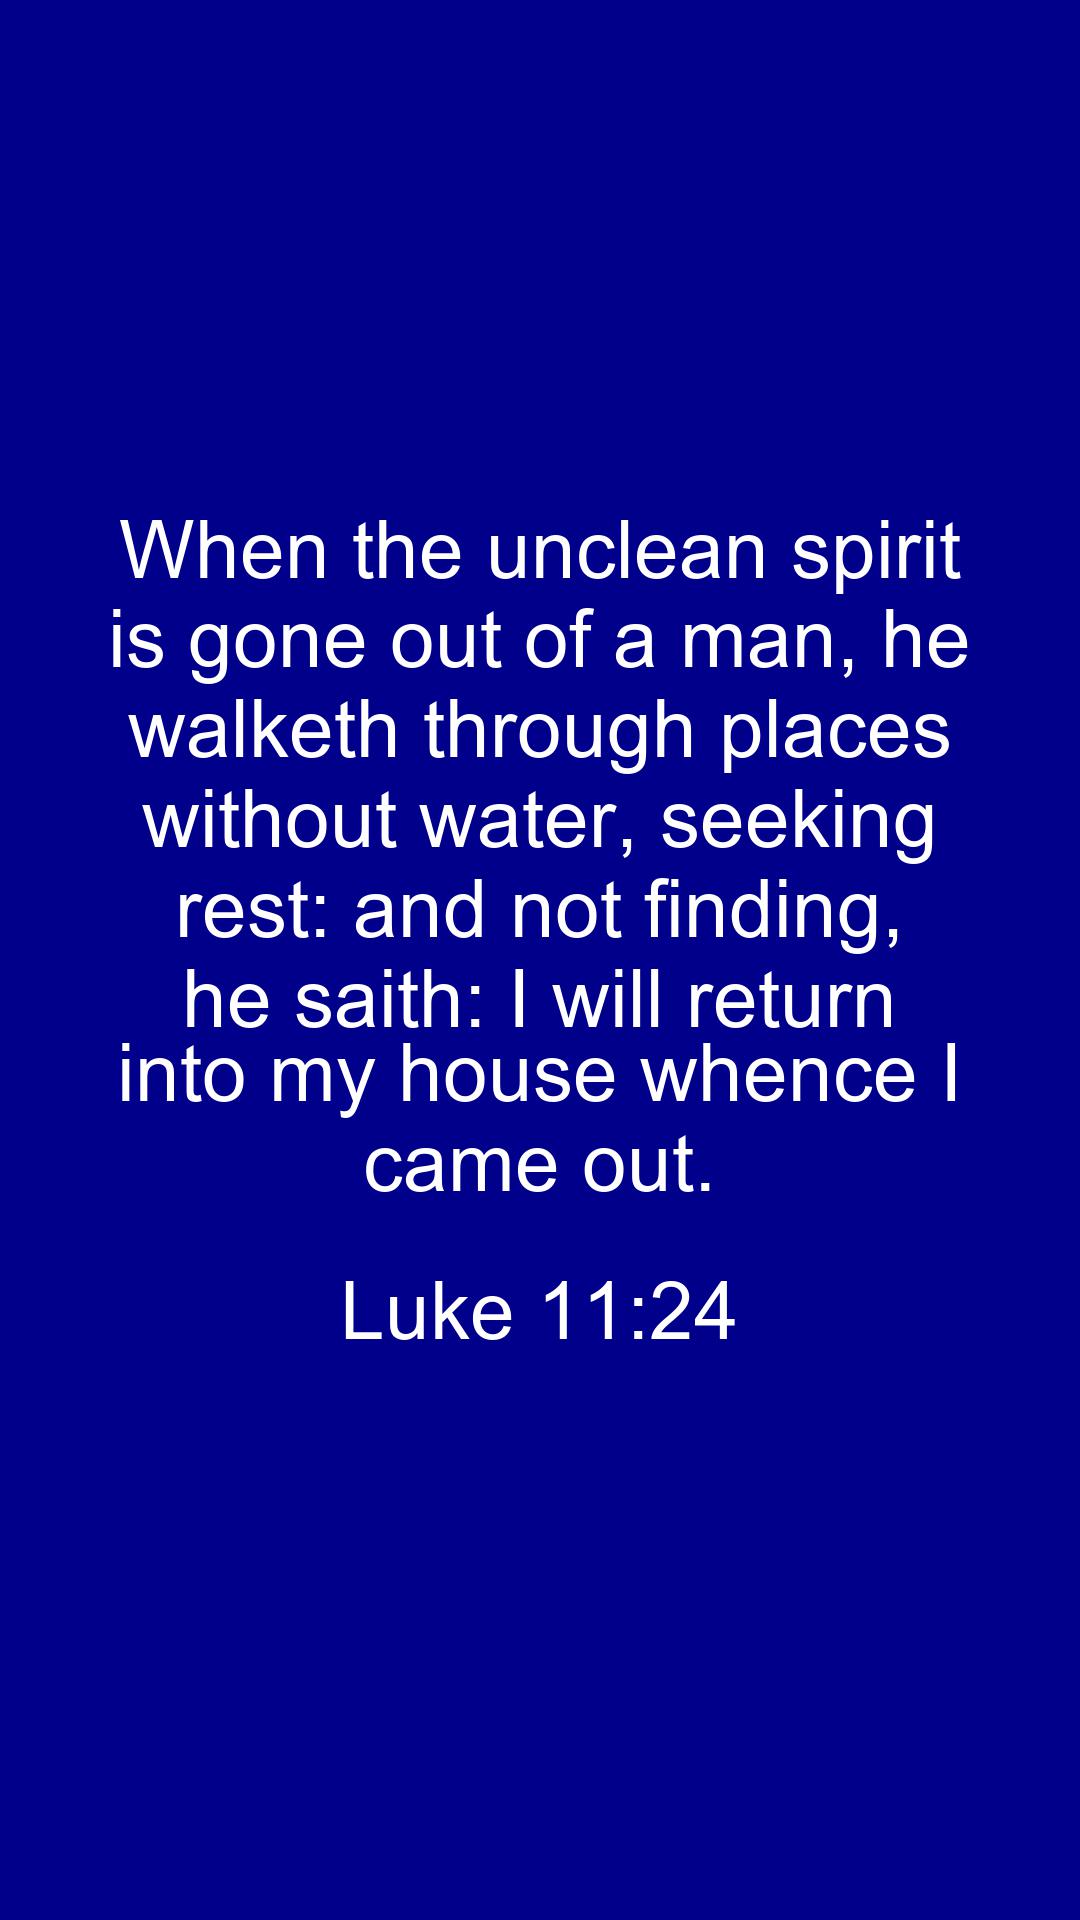 When the unclean spirit
is gone out of a man, he
walketh through places
without water, seeking
rest: and not finding,
he saith: I will return
into my house whence I
came out.
Luke 11:24